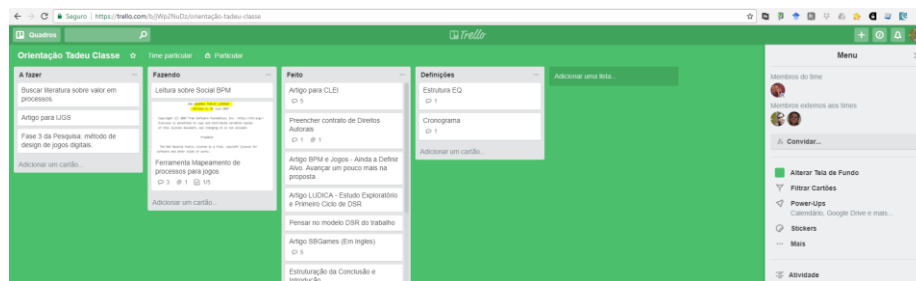 Seguro | https://trello.com/b/jWpZNuDz/orientação-tadeu-classe
Quadros
Trello
Orientação Tadeu Classe ☆ Time particular Particular
Menu
A fazer
Buscar literatura sobre valor em
processos.
Artigo para IJGS
Fase 3 da Pesquisa: método de
design de jogos digitais.
Adicionar um cartão...
Fazendo
Leitura sobre Social BPM
Ferramenta Mapeamento de
processos para jogos
3 1 1/5
Adicionar um cartão...
Feito
Artigo para CLEI
5
Preencher contrato de Direitos
Autorais
1 1
Artigo BPM e Jogos - Ainda a Definir
Alvo. Avançar um pouco mais na
proposta.
Artigo LUDICA - Estudo Exploratório
e Primeiro Ciclo de DSR
Pensar no modelo DSR do trabalho
Artigo SBGames (Em Ingles)
5
Estruturação da Conclusão e
Introdução
Definições
Estrutura EQ
1
Cronograma
1
Adicionar um cartão...
Adicionar uma lista...
Membros do time
Membros externos aos times
Convidar...
Alterar Tela de Fundo
Filtrar Cartões
Power-Ups
Calendário, Google Drive e mais...
Stickers
Mais
Atividade